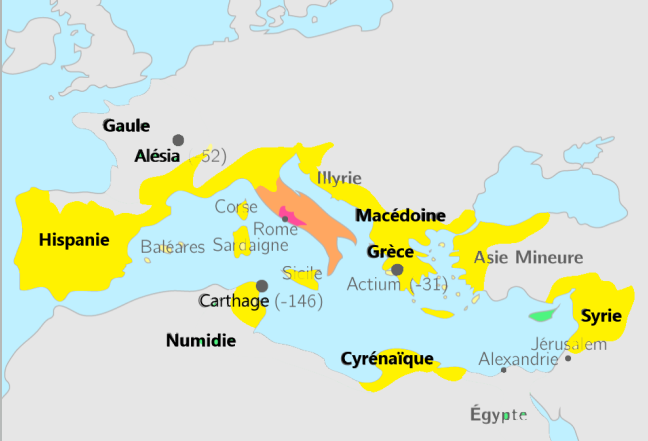 Gaule
Alésia (-52)
Illyrie
Corse
Macédoine
Rome
Hispanie
Baléares
Sardaigne
Grèce
Asie Mineure
Sicile
Actium (-31)
Carthage (-146)
Syrie
Numidie
Jérusalem
Cyrénaïque
Alexandrie
Égypte